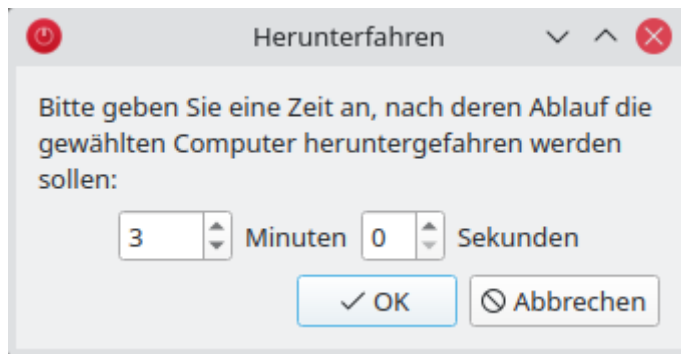 Herunterfahren
Bitte geben Sie eine Zeit an, nach deren Ablauf die
gewählten Computer heruntergefahren werden
sollen:
3 Minuten 0 Sekunden
OK Abbrechen